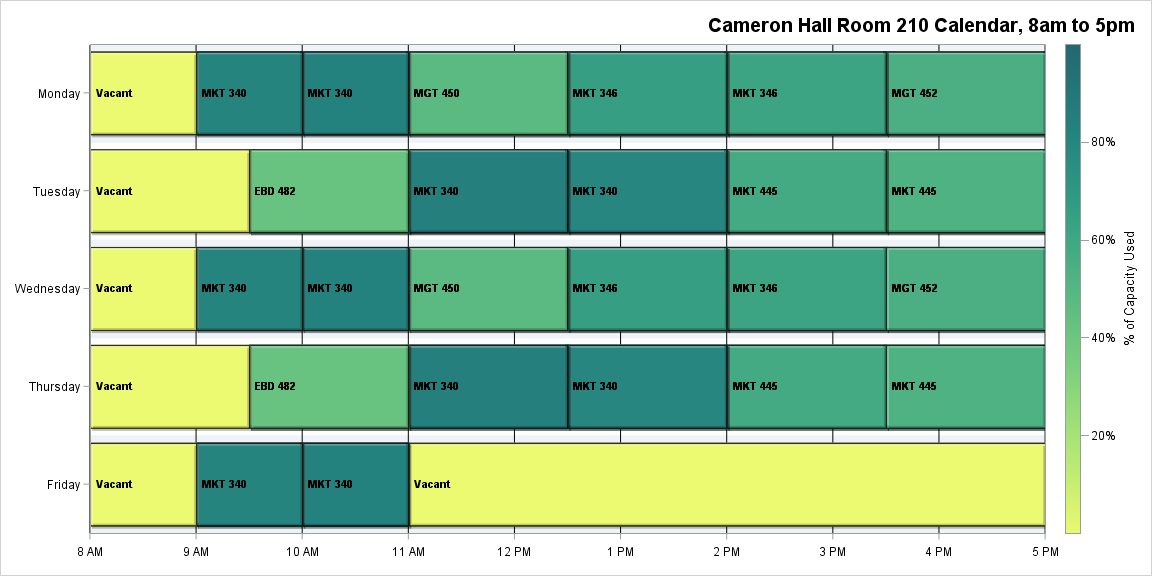 Cameron Hall Room 210 Calendar, 8am to 5pm
Monday
Vacant
MKT 340
MKT 340
MGT 450
MKT 346
MKT 346
MGT 452
Tuesday
Vacant
EBD 482
MKT 340
MKT 340
MKT 445
MKT 445
Wednesday
Vacant
MKT 340
MKT 340
MGT 450
MKT 346
MKT 346
MGT 452
Thursday
Vacant
EBD 482
MKT 340
MKT 340
MKT 445
MKT 445
Friday
Vacant
MKT 340
MKT 340
Vacant
8 AM
9 AM
10 AM
11 AM
12 PM
1 PM
2 PM
3 PM
4 PM
5 PM
80%
60%
40%
20%
% of Capacity Used